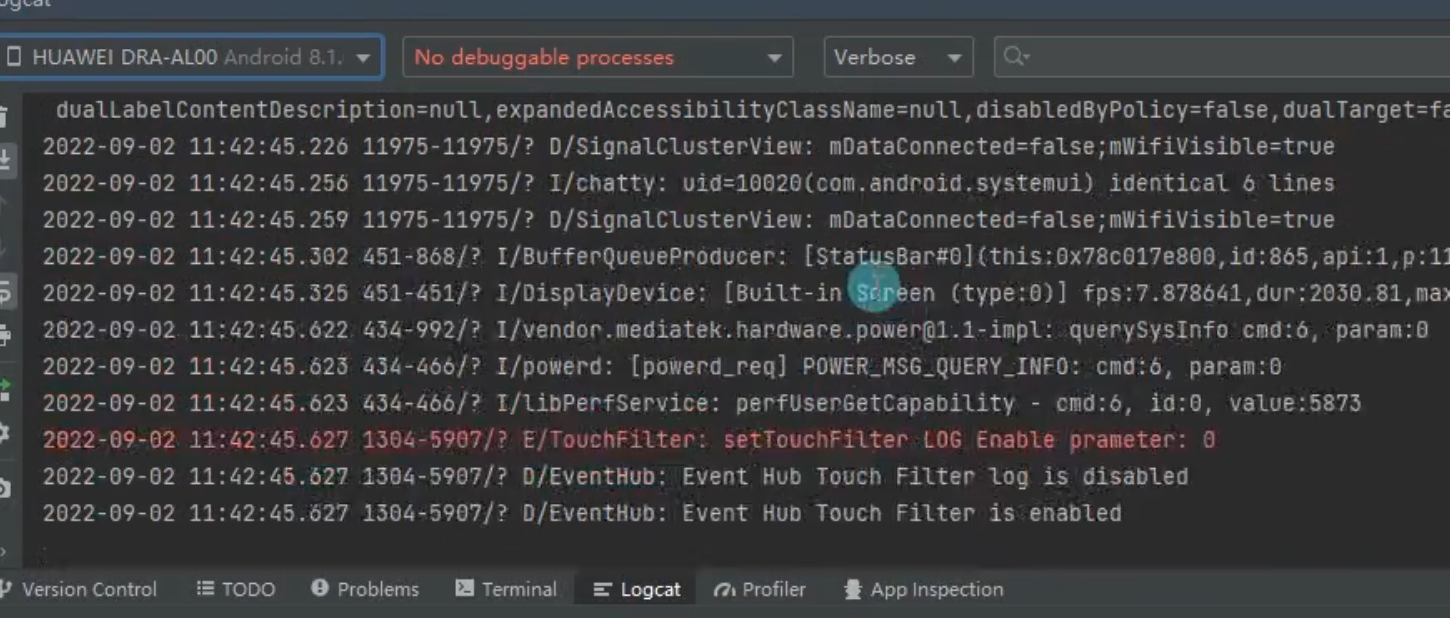 Logcat
HUAWEI DRA-AL00 Android 8.1.
No debuggable processes
Verbose
dualLabelContentDescription=null,expandedAccessibilityClassName=null,disabledByPolicy=false,dualTarget=fa
2022-09-02 11:42:45.226 11975-11975/? D/SignalClusterView: mDataConnected=false;mWifiVisible=true
2022-09-02 11:42:45.256 11975-11975/? I/chatty: uid=10020(com.android.systemui) identical 6 lines
2022-09-02 11:42:45.259 11975-11975/? D/SignalClusterView: mDataConnected=false;mWifiVisible=true
2022-09-02 11:42:45.302 451-868/? I/BufferQueueProducer: [StatusBar#0](this:0x78c017e800,id:865,api:1,p:11
2022-09-02 11:42:45.325 451-451/? I/DisplayDevice: [Built-in Screen (type:0)] fps:7.878641,dur:2030.81,max
2022-09-02 11:42:45.622 434-992/? I/vendor.mediatek.hardware.power@1.1-impl: querySysInfo cmd:6, param:0
2022-09-02 11:42:45.623 434-466/? I/powerd: [powerd_req] POWER_MSG_QUERY_INFO: cmd:6, param:0
2022-09-02 11:42:45.623 434-466/? I/libPerfService: perfUserGetCapability - cmd:6, id:0, value:5873
2022-09-02 11:42:45.627 1304-5907/? E/TouchFilter: setTouchFilter LOG Enable prameter: 0
2022-09-02 11:42:45.627 1304-5907/? D/EventHub: Event Hub Touch Filter log is disabled
2022-09-02 11:42:45.627 1304-5907/? D/EventHub: Event Hub Touch Filter is enabled
Version Control
TODO
Problems
Terminal
Logcat
Profiler
App Inspection